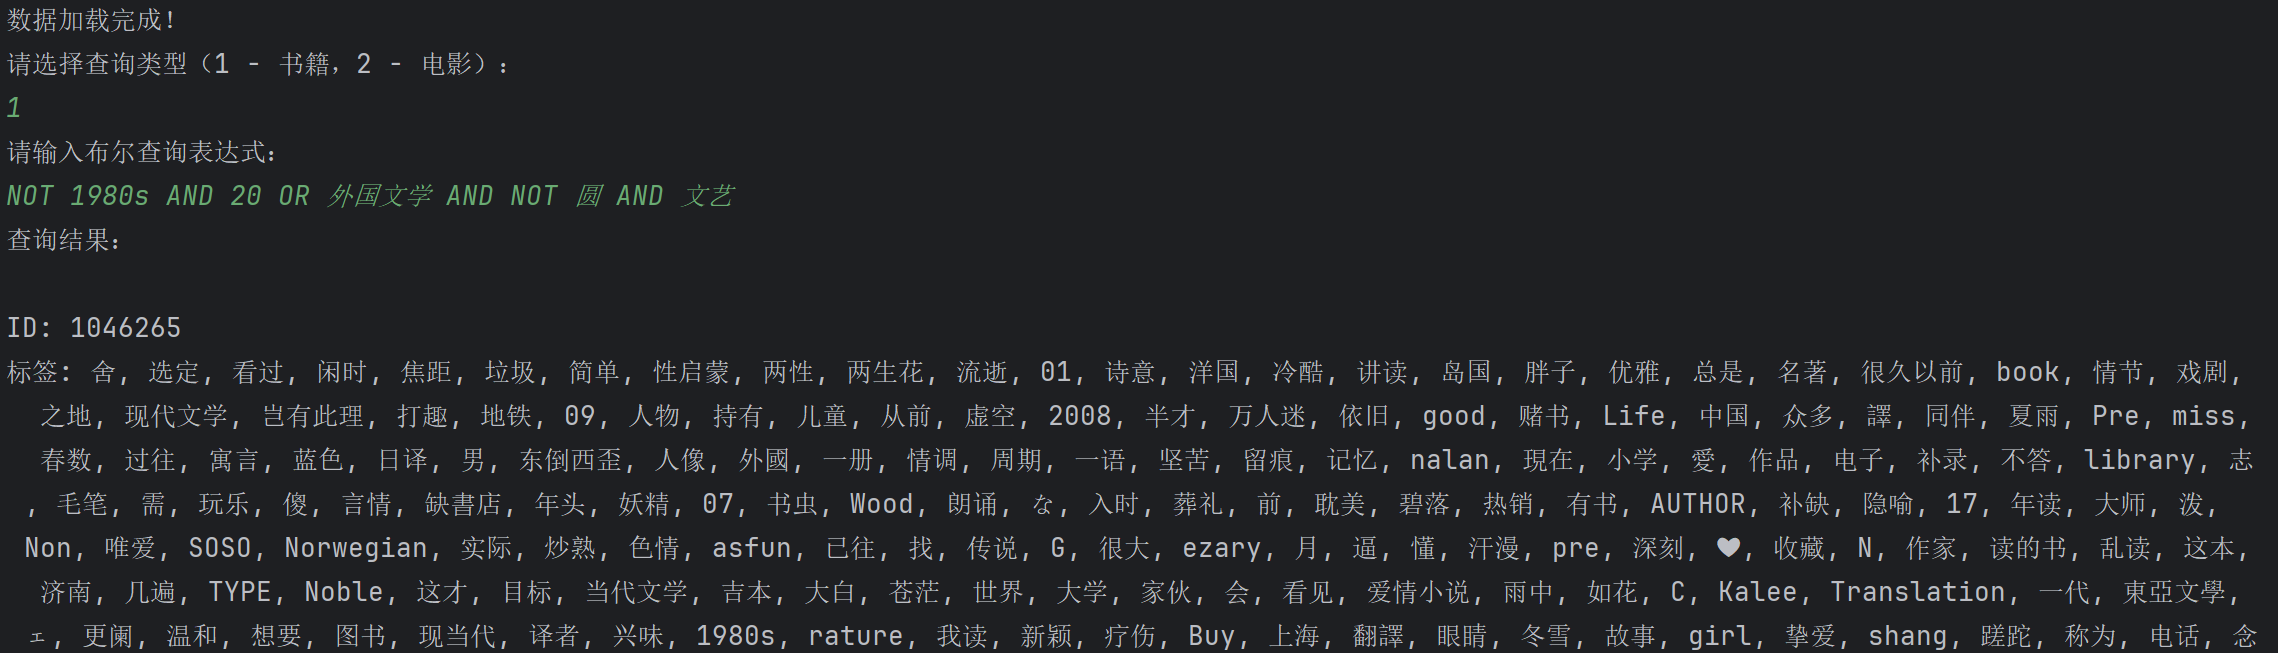 数据加载完成!
请选择查询类型（1 - 书籍，2 - 电影）：
1
请输入布尔查询表达式：
NOT 1980s AND 20 OR 外国文学 AND NOT 圆 AND 文艺
查询结果：
ID: 1046265
标签: 舍, 选定, 看过, 闲时, 焦距, 垃圾, 简单, 性启蒙, 两性, 两生花, 流逝, 01, 诗意, 洋国, 冷酷, 讲读, 岛国, 胖子, 优雅, 总是, 名著, 很久以前, book, 情节, 戏剧,
之地, 现代文学, 岂有此理, 打趣, 地铁, 09, 人物, 持有, 儿童, 从前, 虚空, 2008, 半才, 万人迷, 依旧, good, 赌书, Life, 中国, 众多, 譯, 同伴, 夏雨, Pre, miss,
春数, 过往, 寓言, 蓝色, 日译, 男, 东倒西歪, 人像, 外國, 一册, 情调, 周期, 一语, 坚苦, 留痕, 记忆, nalan, 現在, 小学, 愛, 作品, 电子, 补录, 不答, library, 志
, 毛笔, 需, 玩乐, 傻, 言情, 缺書店, 年头, 妖精, 07, 书虫, Wood, 朗诵, な, 入时, 葬礼, 前, 耽美, 碧落, 热销, 有书, AUTHOR, 补缺, 隐喻, 17, 年读, 大师, 泼,
Non, 唯爱, SOSO, Norwegian, 实际, 炒熟, 色情, asfun, 已往, 找, 传说, G, 很大, ezary, 月, 逼, 懂, 汗漫, pre, 深刻, ♥, 收藏, N, 作家, 读的书, 乱读, 这本,
济南, 几遍, TYPE, Noble, 这才, 目标, 当代文学, 吉本, 大白, 苍茫, 世界, 大学, 家伙, 会, 看见, 爱情小说, 雨中, 如花, C, Kalee, Translation, 一代, 東亞文學,
ェ, 更阑, 温和, 想要, 图书, 现当代, 译者, 兴味, 1980s, rature, 我读, 新颖, 疗伤, Buy, 上海, 翻譯, 眼睛, 冬雪, 故事, girl, 挚爱, shang, 蹉跎, 称为, 电话, 念